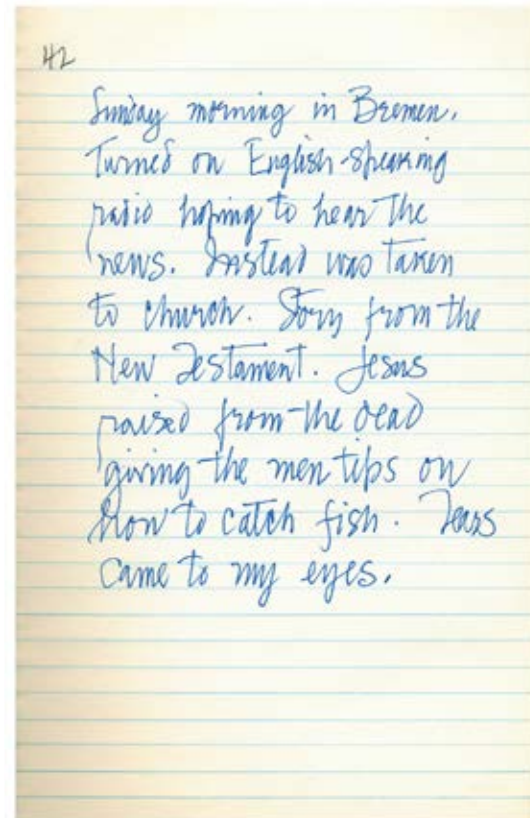 42
Sunday morning in Bremen.
Turned on English-speaking
radio hoping to hear the
news. Instead was taken
to church. Story from the
New Testament. Jesus
raised from the dead
giving the men tips on
how to catch fish. Tears
came to my eyes.